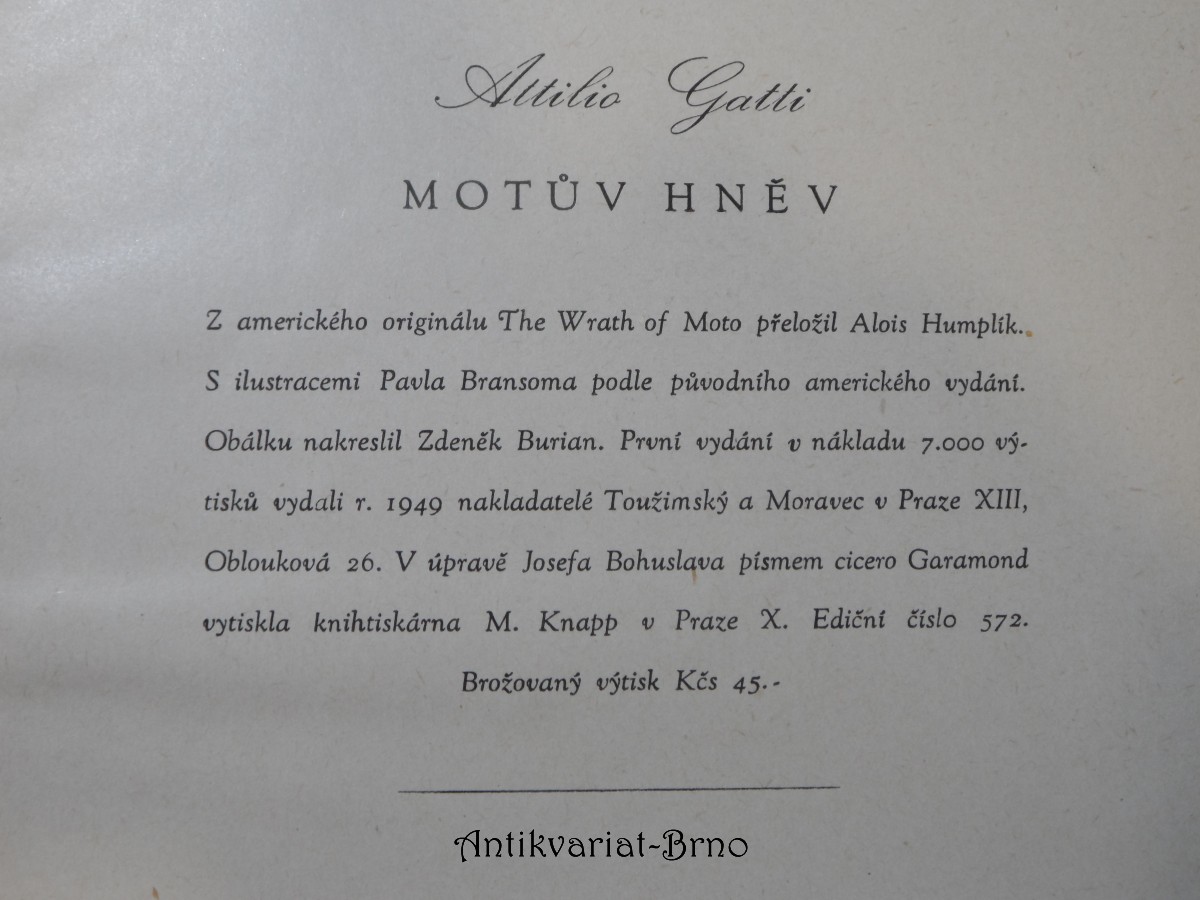 Attilio Gatti
MOTŮV HNĚV
Z amerického originálu The Wrath of Moto přeložil Alois Humplík.
S ilustracemi Pavla Bransoma podle původního amerického vydání.
Obálku nakreslil Zdeněk Burian. První vydání v nákladu 7.000 vý-
tisků vydali r. 1949 nakladatelé Toužimský a Moravec v Praze XIII,
Oblouková 26. V úpravě Josefa Bohuslava písmem cicero Garamond
vytiskla knihtiskárna M. Knapp v Praze X. Ediční číslo 572.
Brožovaný výtisk Kčs 45.-
Antikvariat-Brno